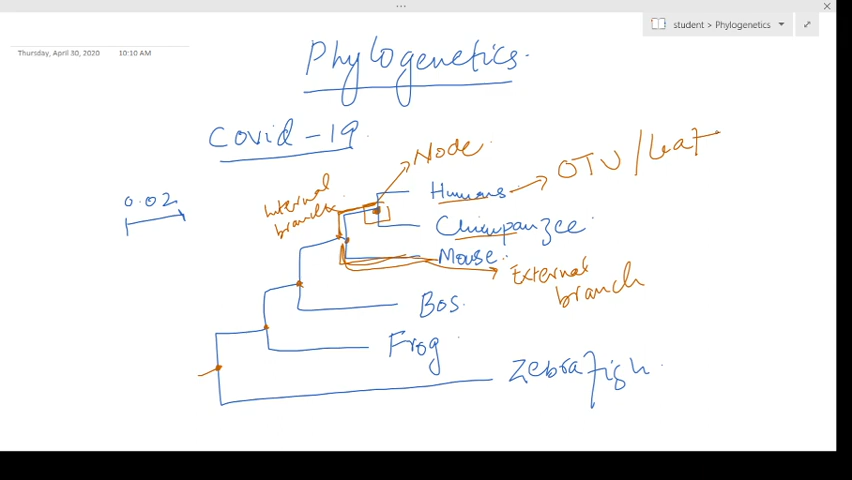 student > Phylogenetics
Thursday, April 30, 2020 10:10 AM
Phylogenetics
Covid-19
Node
OTU/Leaf
0.02
Internal
branch
Humans
Chimpanzee
Mouse
External
branch
Bos
Frog
Zebrafish